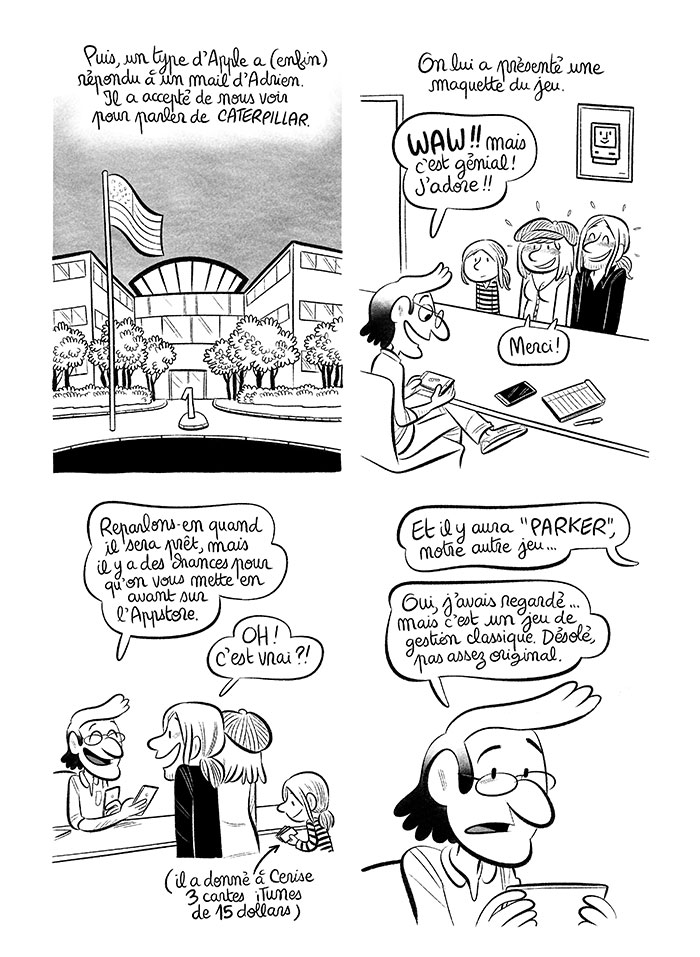 Puis, un type d'Apple a (enfin)
répondu à un mail d'Adrien.
Il a accepté de nous voir
pour parler de CATERPILLAR.
1
On lui a présenté une
maquette du jeu.
WAW!! mais
c'est génial!
J'adore!!
Merci!
Reparlons-en quand
il sera prêt, mais
il y a des chances pour
qu'on vous mette en
avant sur
l'Appstore.
OH!
C'est vrai?!
(il a donné à Cerise
3 cartes iTunes
de 15 dollars)
Et il y aura "PARKER",
notre autre jeu...
Oui, j'avais regardé...
mais c'est un jeu de
gestion classique. Désolé,
pas assez original.